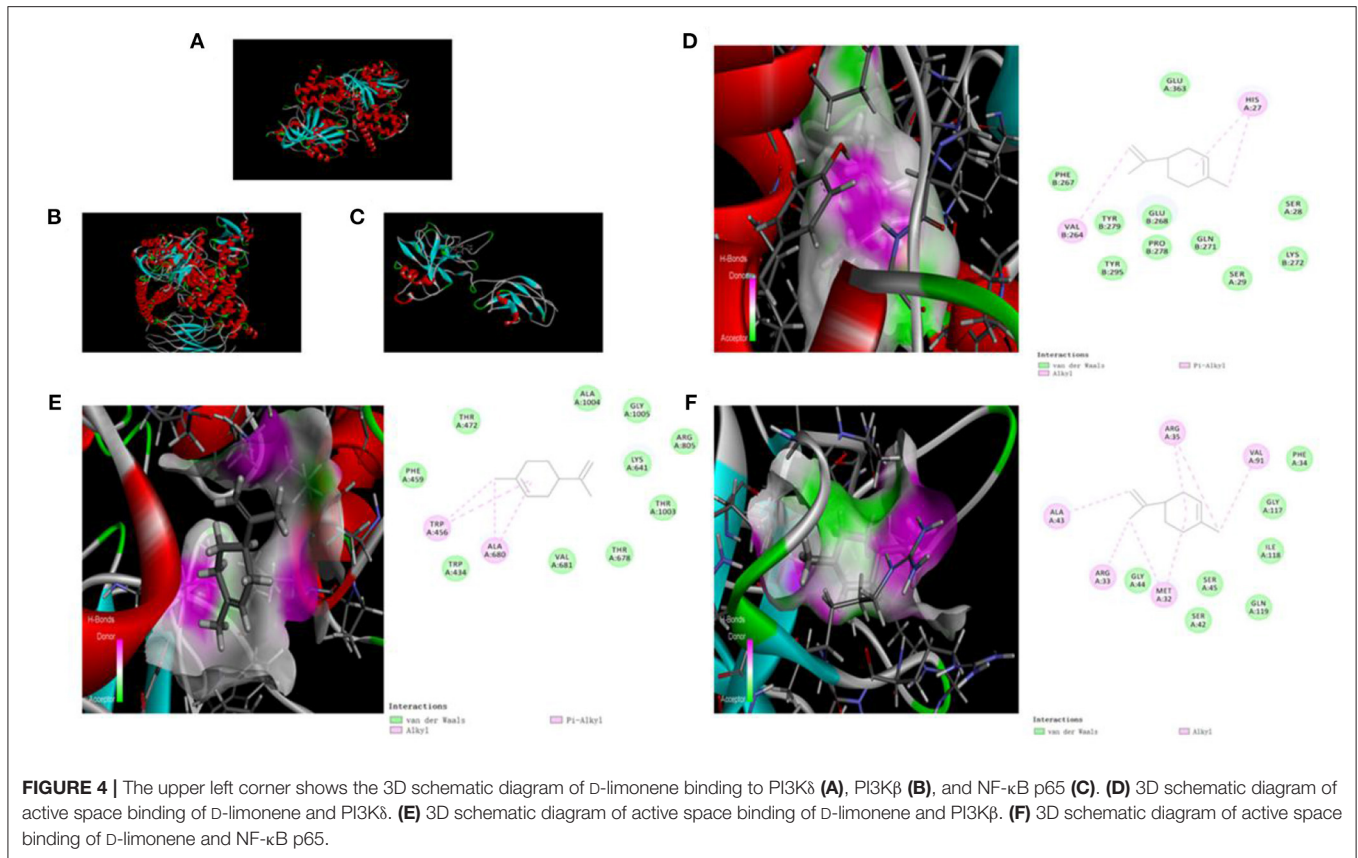 A
B
C
D
H-Bonds
Donor
Acceptor
GLU
A:363
HIS
A:27
PHE
B:267
VAL
B:264
TYR
B:279
GLU
B:268
TYR
B:295
PRO
B:278
GLN
B:271
SER
A:28
SER
A:29
LYS
B:272
Interactions
van der Waals
Alkyl
Pi-Alkyl
E
H-Bonds
Donor
Acceptor
THR
A:472
ALA
A:1004
GLY
A:1005
ARG
A:805
PHE
A:459
LYS
A:641
THR
A:1003
TRP
A:456
ALA
A:680
TRP
A:434
VAL
A:681
THR
A:678
Interactions
van der Waals
Alkyl
Pi-Alkyl
F
H-Bonds
Donor
Acceptor
ARG
A:35
VAL
A:91
PHE
A:34
ALA
A:43
GLY
A:117
ILE
A:118
ARG
A:33
GLY
A:44
MET
A:32
SER
A:45
SER
A:42
GLN
A:119
Interactions
van der Waals
Alkyl
FIGURE 4 | The upper left corner shows the 3D schematic diagram of D-limonene binding to PI3Kδ (A), PI3Kβ (B), and NF-κB p65 (C). (D) 3D schematic diagram of
active space binding of D-limonene and PI3Kδ. (E) 3D schematic diagram of active space binding of D-limonene and PI3Kβ. (F) 3D schematic diagram of active space
binding of D-limonene and NF-κB p65.